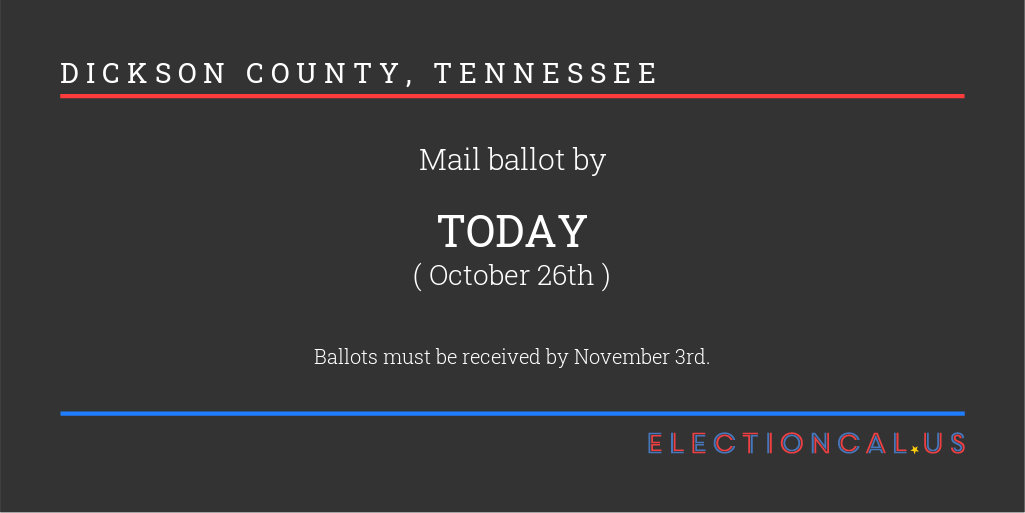 DICKSON COUNTY, TENNESSEE
Mail ballot by
TODAY
( October 26th )
Ballots must be received by November 3rd.
ELECTIONCAL.US